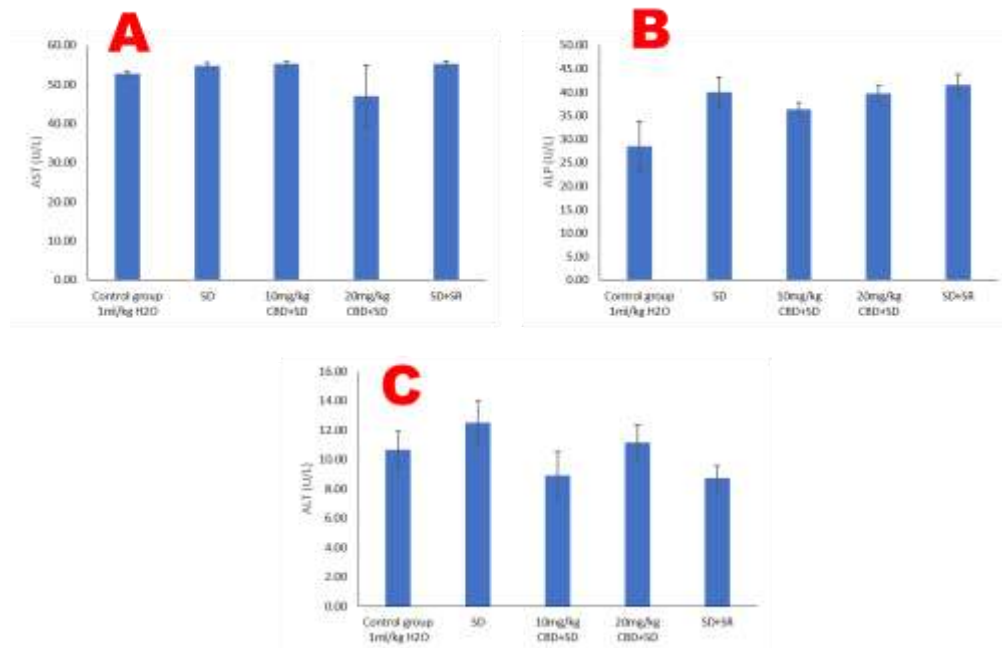 A
60.00
50.00
40.00
30.00
20.00
10.00
0.00
AST (U/L)
Control group SD 10mg/kg 20mg/kg SD+SR
1ml/kg H2O CBD+SD CBD+SD
B
50.00
45.00
40.00
35.00
30.00
25.00
20.00
15.00
10.00
5.00
0.00
ALP (U/L)
Control group SD 10mg/kg 20mg/kg SD+SR
1ml/kg H2O CBD+SD CBD+SD
C
16.00
14.00
12.00
10.00
8.00
6.00
4.00
2.00
0.00
ALT (U/L)
Control group SD 10mg/kg 20mg/kg SD+SR
1ml/kg H2O CBD+SD CBD+SD